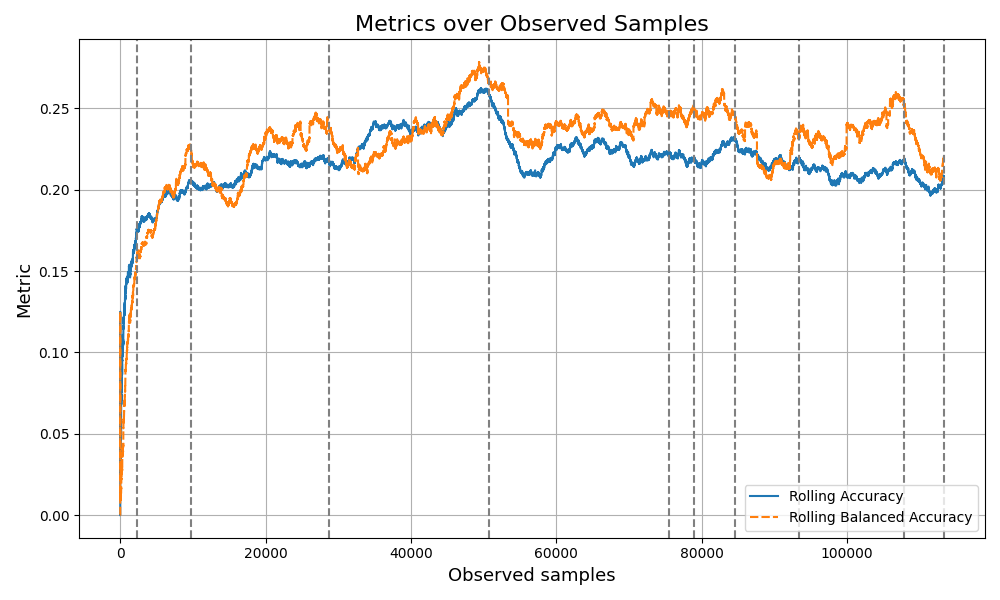 Metrics over Observed Samples
Metric
0.25
0.20
0.15
0.10
0.05
0.00
0 20000 40000 60000 80000 100000
Observed samples
Rolling Accuracy
Rolling Balanced Accuracy